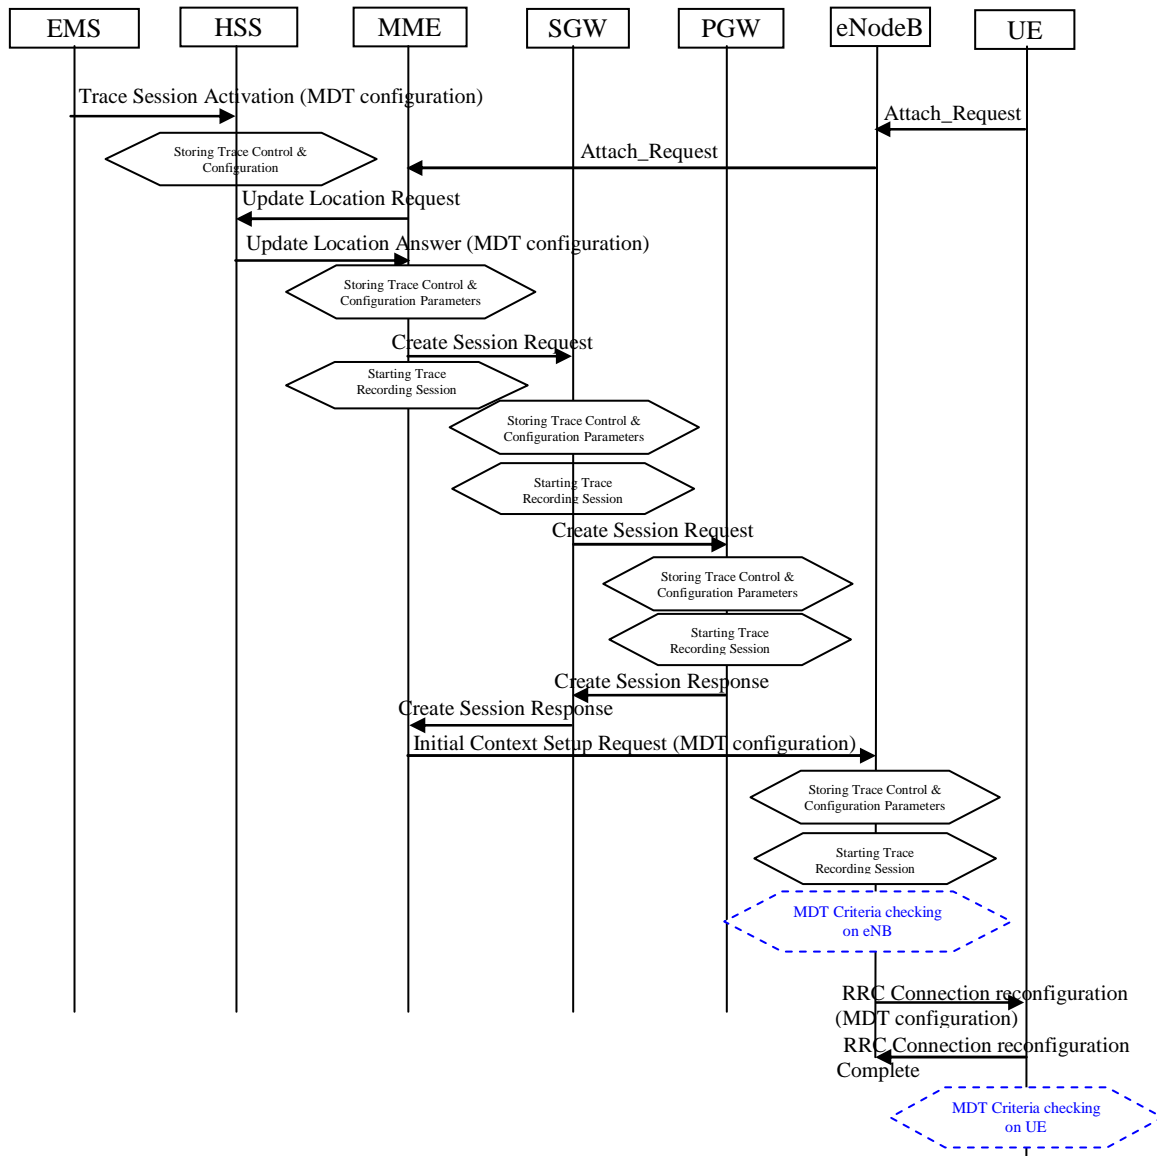 EMS
HSS
MME
SGW
PGW
eNodeB
UE
Trace Session Activation (MDT configuration)
Attach_Request
Storing Trace Control &
Configuration
Attach_Request
Update Location Request
Update Location Answer (MDT configuration)
Storing Trace Control &
Configuration Parameters
Create Session Request
Starting Trace
Recording Session
Storing Trace Control &
Configuration Parameters
Starting Trace
Recording Session
Create Session Request
Storing Trace Control &
Configuration Parameters
Starting Trace
Recording Session
Create Session Response
Create Session Response
Initial Context Setup Request (MDT configuration)
Storing Trace Control &
Configuration Parameters
Starting Trace
Recording Session
MDT Criteria checking
on eNB
RRC Connection reconfiguration
(MDT configuration)
RRC Connection reconfiguration
Complete
MDT Criteria checking
on UE